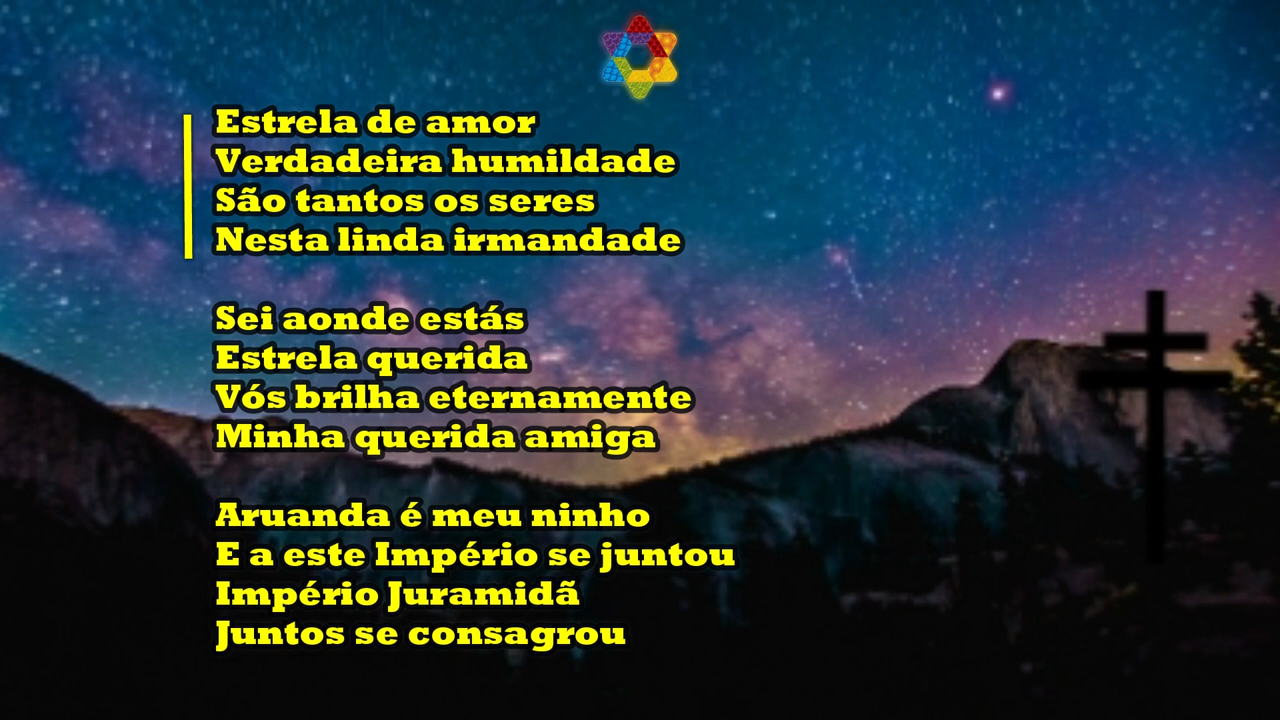 Estrela de amor
Verdadeira humildade
São tantos os seres
Nesta linda irmandade
Sei aonde estás
Estrela querida
Vós brilha eternamente
Minha querida amiga
Aruanda é meu ninho
E a este Império se juntou
Império Juramidã
Juntos se consagrou